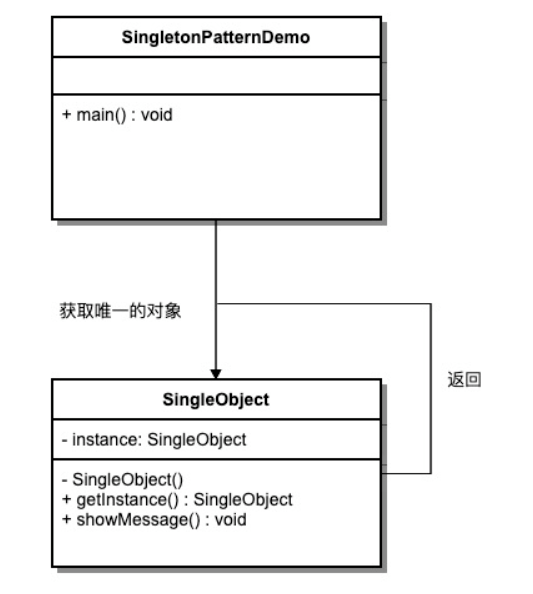 SingletonPatternDemo
+ main() : void
获取唯一的对象
返回
SingleObject
- instance: SingleObject
- SingleObject()
+ getInstance() : SingleObject
+ showMessage() : void